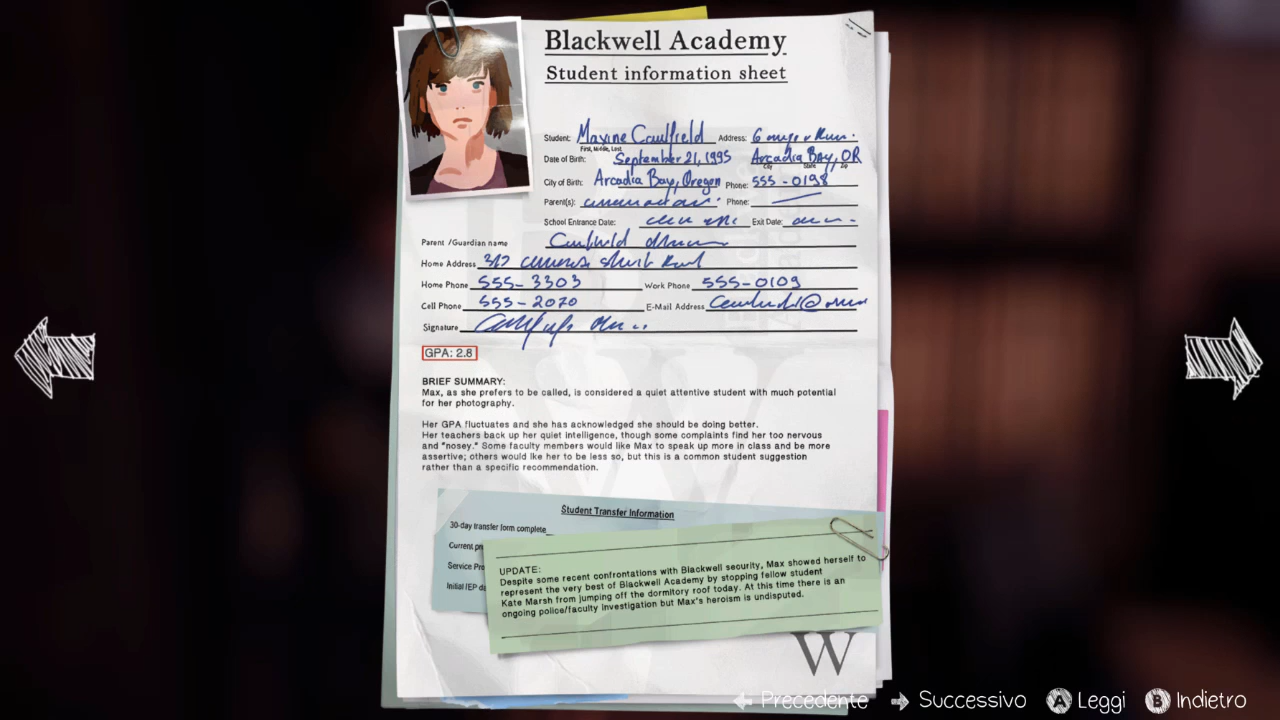 Blackwell Academy
Student information sheet
Student: Maxine Caulfield Address:
First, Middle, Last
Date of Birth: September 21, 1995 Arcadia Bay, OR
City State Zip
City of Birth: Arcadia Bay, Oregon Phone: 555-0198
Parent(s): Phone:
School Entrance Date: Exit Date:
Parent /Guardian name
Home Address
Home Phone 555-3303 Work Phone 555-0109
Cell Phone 555-2020 E-Mail Address
Signature
GPA: 2.8
BRIEF SUMMARY:
Max, as she prefers to be called, is considered a quiet attentive student with much potential
for her photography.
Her GPA fluctuates and she has acknowledged she should be doing better.
Her teachers back up her quiet intelligence, though some complaints find her too nervous
and "nosey." Some faculty members would like Max to speak up more in class and be more
assertive; others would lke her to be less so, but this is a common student suggestion
rather than a specific recommendation.
Student Transfer Information
30-day transfer form complete
Current
Service
Initial IEP
UPDATE:
Despite some recent confrontations with Blackwell security, Max showed herself to
represent the very best of Blackwell Academy by stopping fellow student
Kate Marsh from jumping off the dormitory roof today. At this time there is an
ongoing police/faculty investigation but Max's heroism is undisputed.
W
Precedente Successivo A Leggi B Indietro